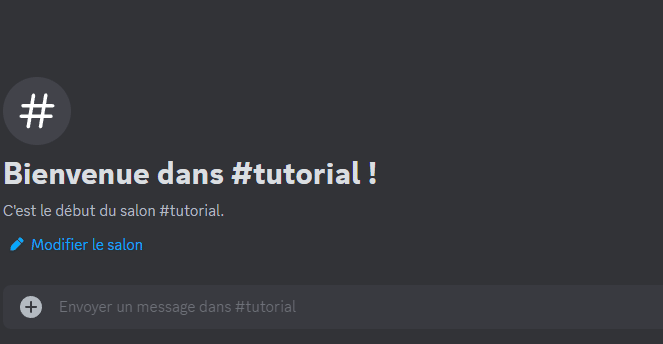 #
Bienvenue dans #tutorial !
C'est le début du salon #tutorial.
Modifier le salon
Envoyer un message dans #tutorial